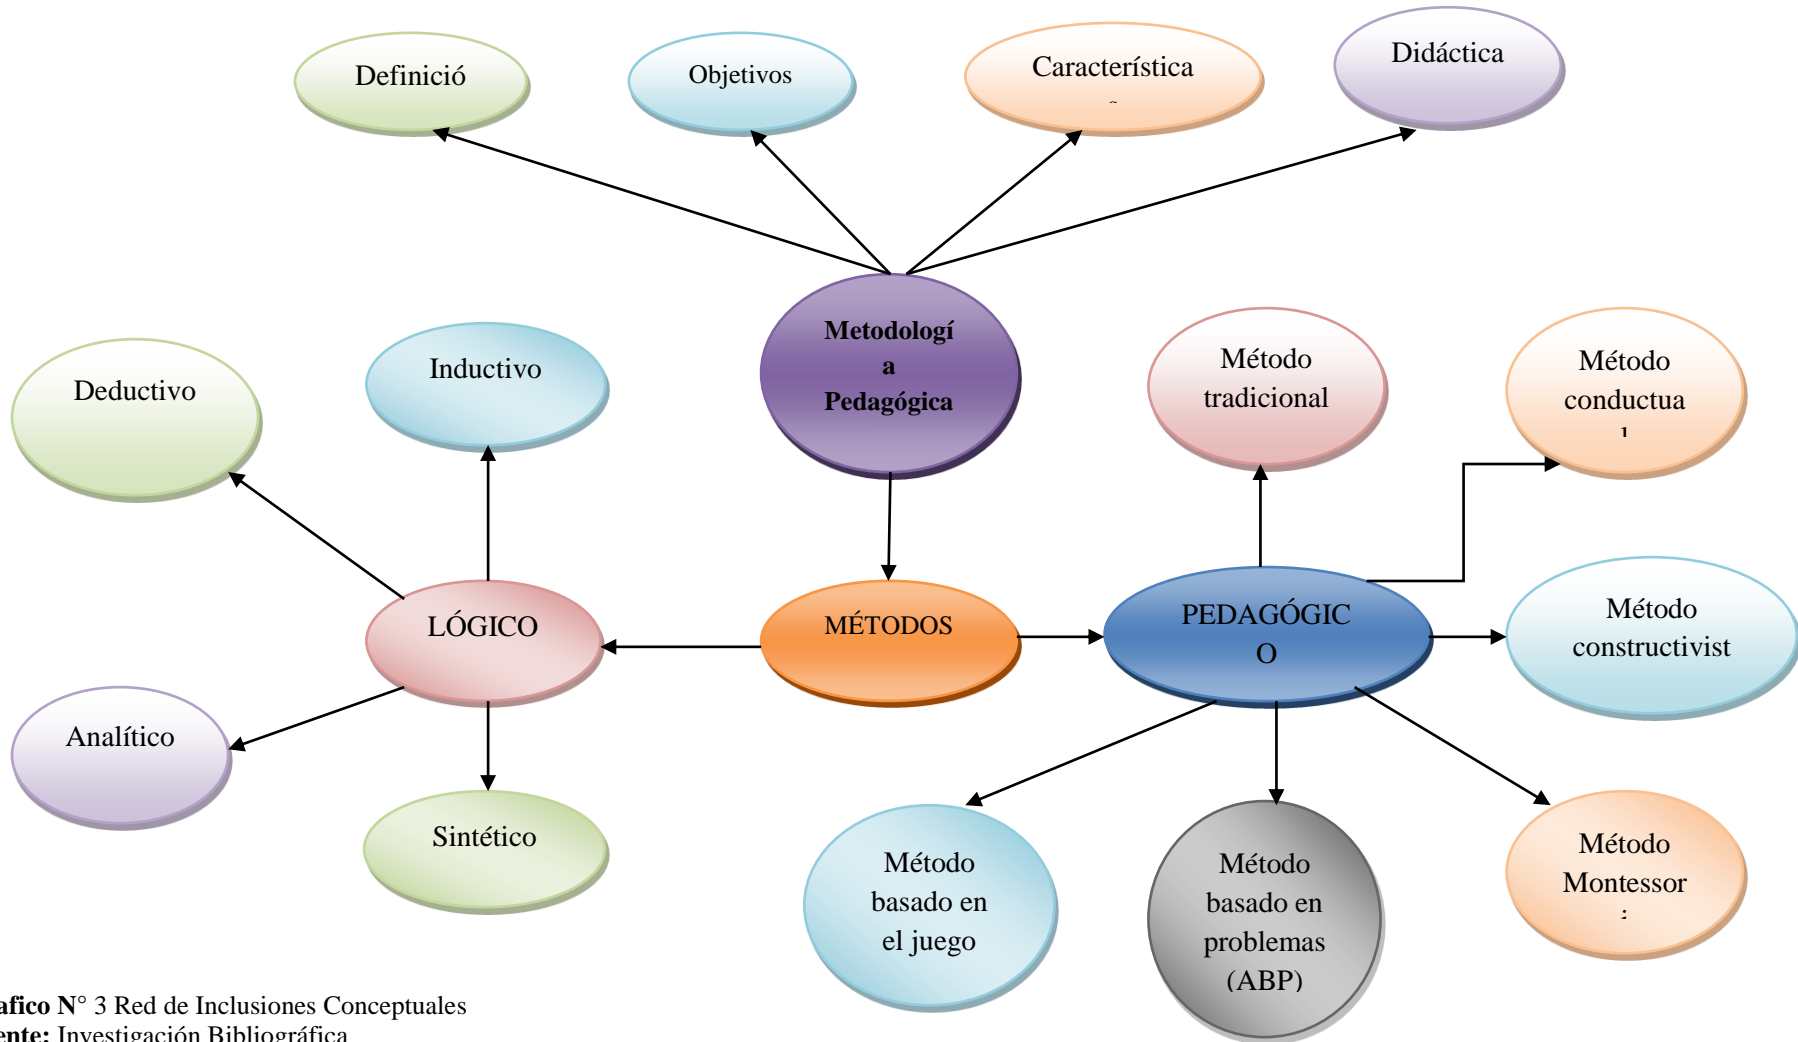 Definició
Objetivos
Característica
Didáctica
Metodologí
a
Pedagógica
Deductivo
Inductivo
Método
tradicional
Método
conductua
l
LÓGICO
MÉTODOS
PEDAGÓGIC
O
Método
constructivist
Analítico
Sintético
Método
basado en
el juego
Método
basado en
problemas
(ABP)
Método
Montessor
i
afico N° 3 Red de Inclusiones Conceptuales
ente: Investigación Bibliográfica